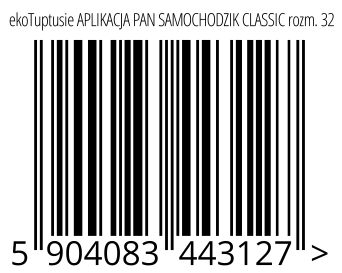 ekoTuptusie APLIKACJA PAN SAMOCHODZIK CLASSIC rozm. 32
5 904083 443127 >